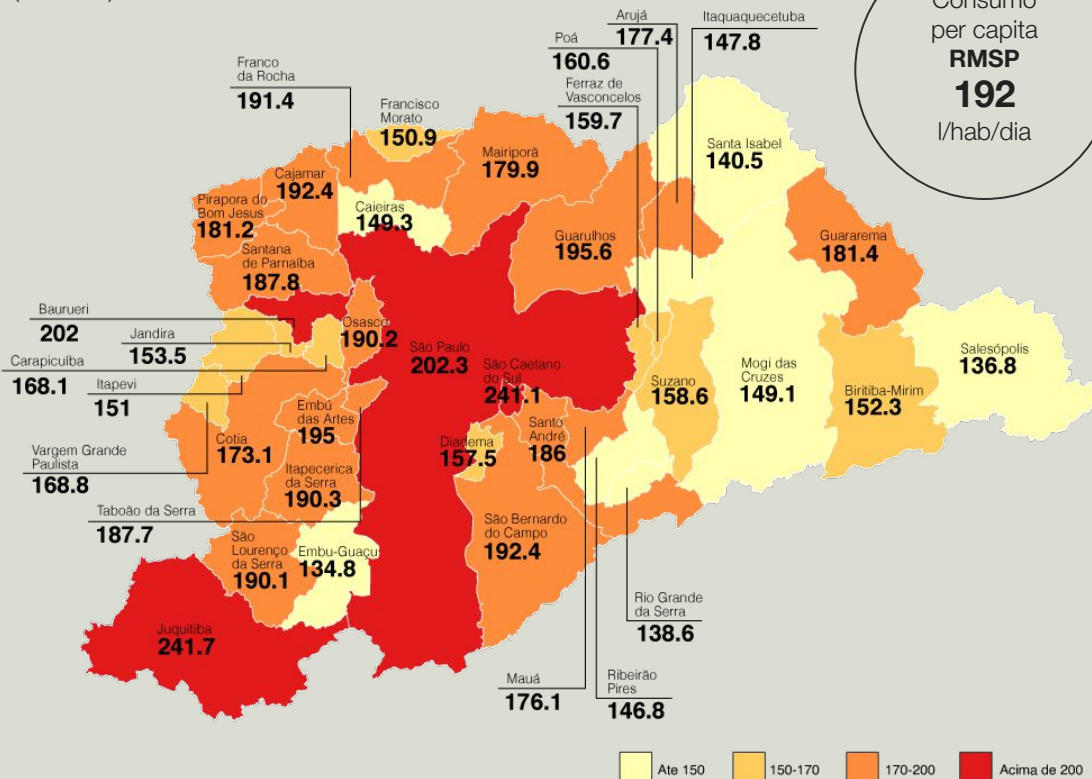 Consumo
per capita
RMSP
192
l/hab/dia
Arujá
177.4
Itaquaquecetuba
147.8
Poá
160.6
Ferraz de
Vasconcelos
159.7
Franco
da Rocha
191.4
Francisco
Morato
150.9
Mairiporã
179.9
Santa Isabel
140.5
Cajamar
192.4
Pirapora do
Bom Jesus
181.2
Caieiras
149.3
Guarulhos
195.6
Guararema
181.4
Santana
de Parnaíba
187.8
Baurueri
202
Jandira
153.5
Osasco
190.2
Carapicuíba
168.1
Itapevi
151
São Paulo
202.3
São Caetano
do Sul
241.1
Suzano
158.6
Mogi das
Cruzes
149.1
Biritiba-Mirim
152.3
Salesópolis
136.8
Embú
das Artes
195
Cotia
173.1
Vargem Grande
Paulista
168.8
Itapecerica
da Serra
190.3
Diadema
157.5
Santo
André
186
Taboão da Serra
187.7
São Bernardo
do Campo
192.4
São
Lourenço
da Serra
190.1
Embu-Guaçu
134.8
Juquitiba
241.7
Rio Grande
da Serra
138.6
Mauá
176.1
Ribeirão
Pires
146.8
Ate 150
150-170
170-200
Acima de 200